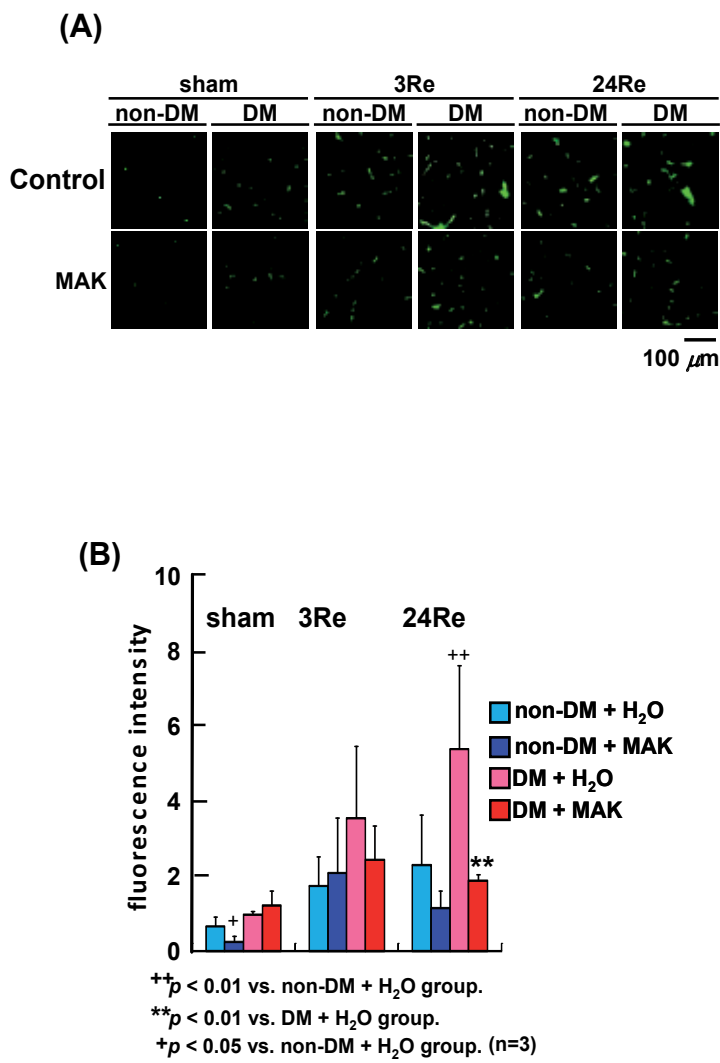 (A)
sham 3Re 24Re
non-DM DM non-DM DM non-DM DM
Control
MAK
100 μm
(B)
10
8
6
4
2
0
fluorescence intensity
sham 3Re 24Re
+
++
**
non-DM + H₂O
non-DM + MAK
DM + H₂O
DM + MAK
++p < 0.01 vs. non-DM + H₂O group.
**p < 0.01 vs. DM + H₂O group.
+p < 0.05 vs. non-DM + H₂O group. (n=3)